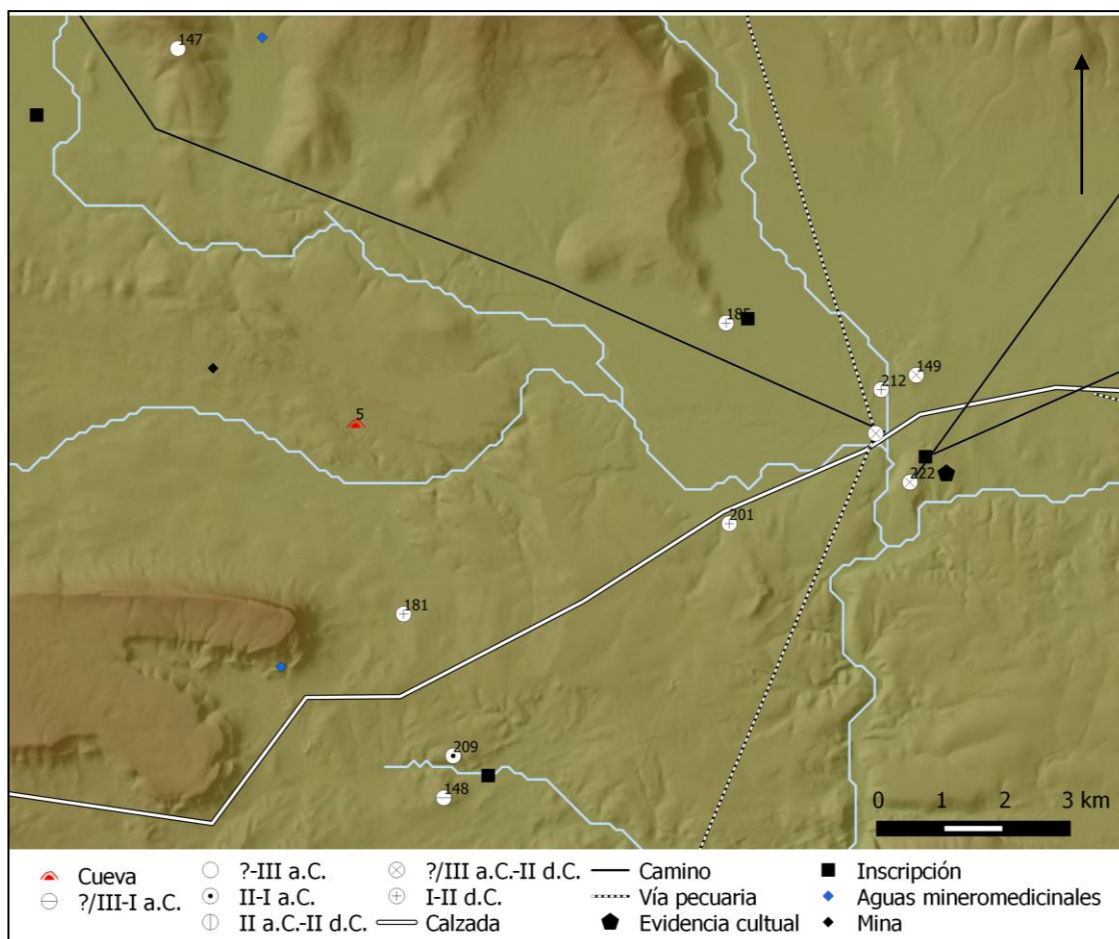 147
185
149
212
5
222
201
181
209
148
0 1 2 3 km
Cueva
?/III-I a.C.
?-III a.C.
II-I a.C.
II a.C.-II d.C.
?/III a.C.-II d.C.
I-II d.C.
Calzada
Camino
Vía pecuaria
Evidencia cultual
Inscripción
Aguas mineromedicinales
Mina